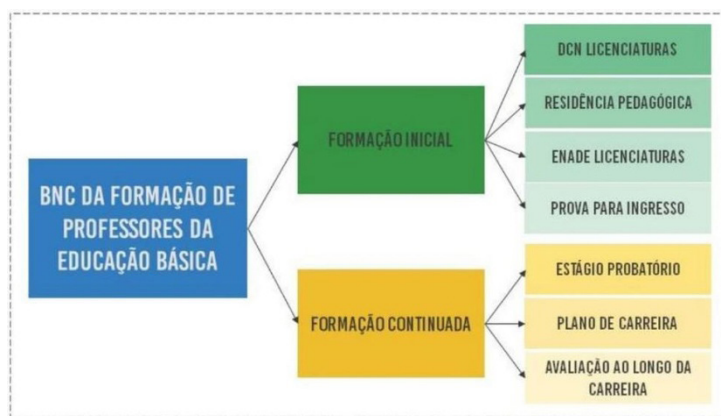 BNC DA FORMAÇÃO DE
PROFESSORES DA
EDUCAÇÃO BÁSICA
FORMAÇÃO INICIAL
DCN LICENCIATURAS
RESIDÊNCIA PEDAGÓGICA
ENADE LICENCIATURAS
PROVA PARA INGRESSO
FORMAÇÃO CONTINUADA
ESTÁGIO PROBATÓRIO
PLANO DE CARREIRA
AVALIAÇÃO AO LONGO DA
CARREIRA